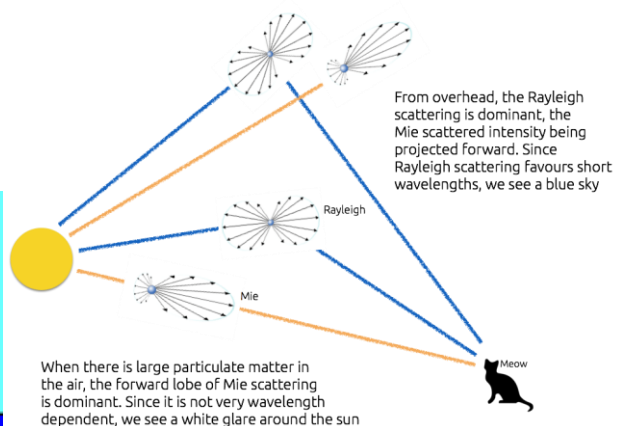 From overhead, the Rayleigh
scattering is dominant, the
Mie scattered intensity being
projected forward. Since
Rayleigh scattering favours short
wavelengths, we see a blue sky
Rayleigh
Mie
Meow
When there is large particulate matter in
the air, the forward lobe of Mie scattering
is dominant. Since it is not very wavelength
dependent, we see a white glare around the sun